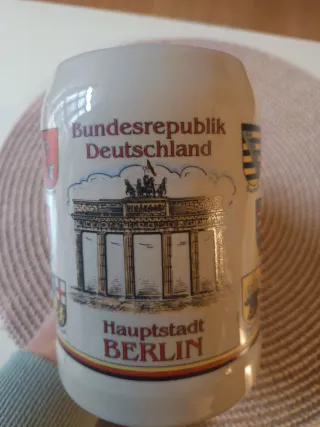 Bundesrepublik
Deutschland
Hauptstadt
BERLIN